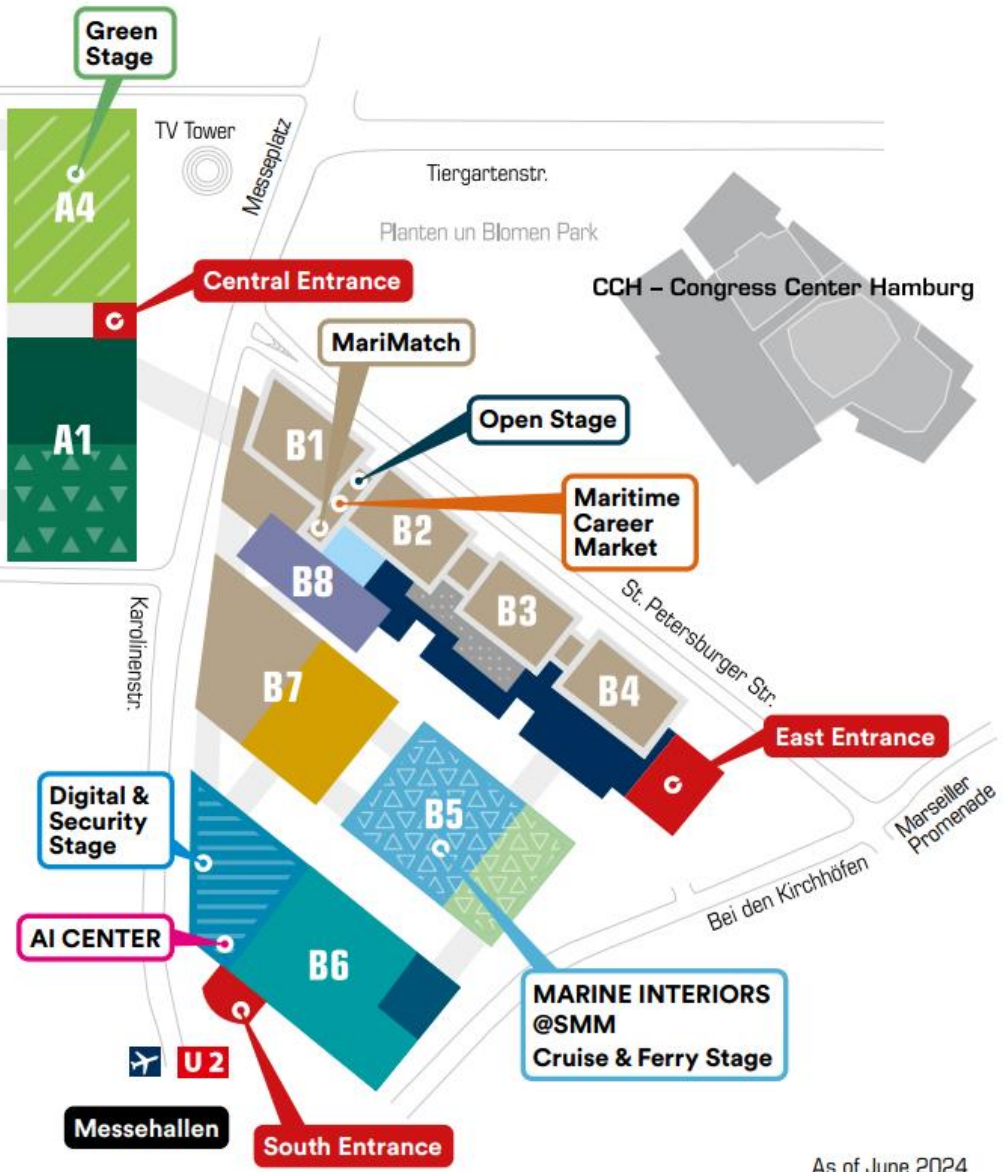 Green
Stage
TV Tower
Messeplatz
Tiergartenstr.
A4
Planten un Blomen Park
Central Entrance
CCH – Congress Center Hamburg
MariMatch
Open Stage
A1
B1
Maritime
Career
Market
B2
B8
B3
St. Petersburger Str.
Karolinenstr.
B7
B4
East Entrance
Digital &
Security
Stage
B5
Marseiller
Promenade
Bei den Kirchhöfen
AI CENTER
B6
MARINE INTERIORS
@SMM
Cruise & Ferry Stage
U2
Messehallen
South Entrance
As of June 2024